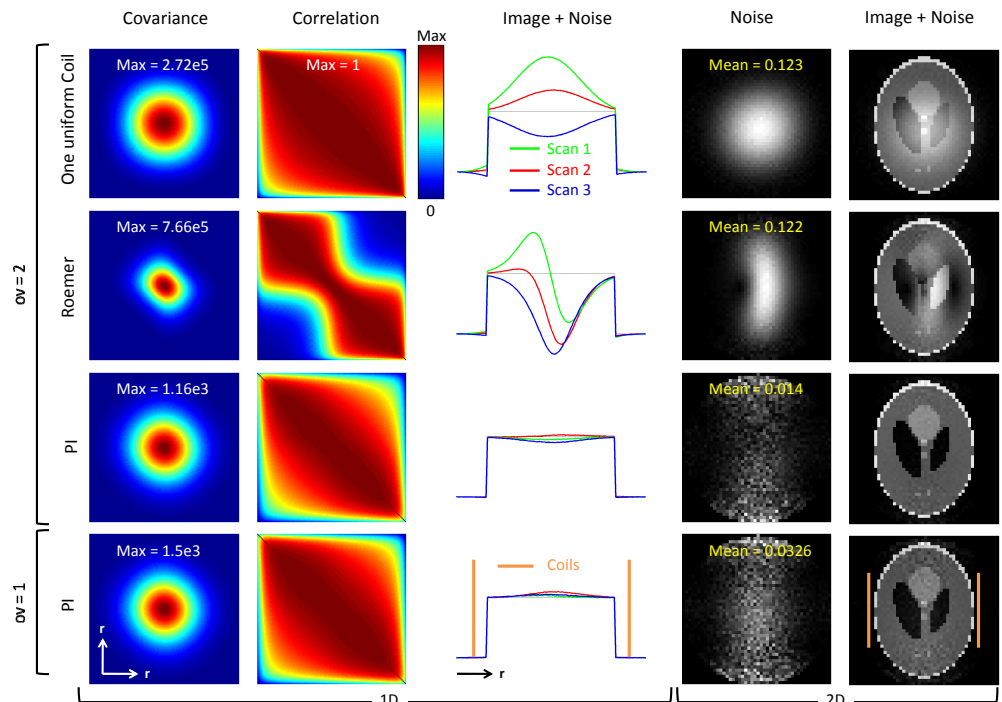 Covariance Correlation Image + Noise Noise Image + Noise
Max
ov = 2
One uniform Coil
Max = 2.72e5
Max = 1
Scan 1
Scan 2
Scan 3
0
Mean = 0.123
Roemer
Max = 7.66e5
Mean = 0.122
PI
Max = 1.16e3
Mean = 0.014
ov = 1
PI
Max = 1.5e3
r
r
Coils
r
Mean = 0.0326
1D
2D